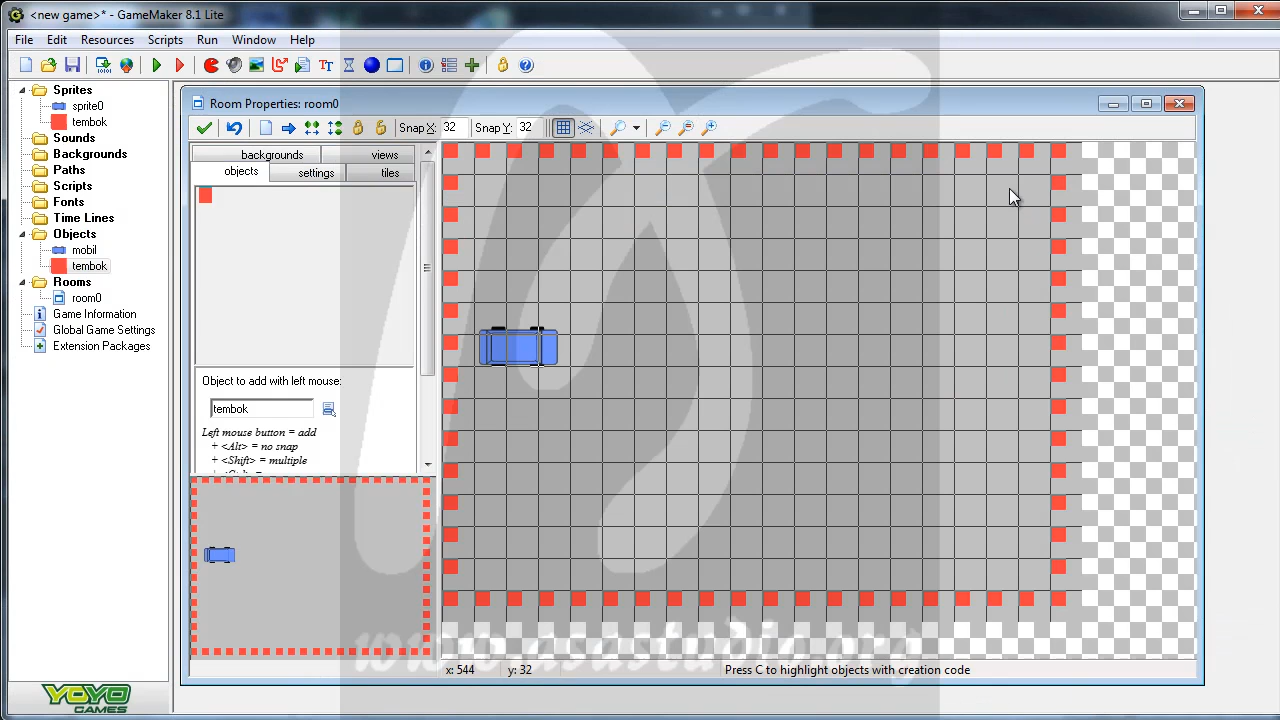 <new game>* - GameMaker 8.1 Lite
File Edit Resources Scripts Run Window Help
Sprites
sprite0
tembok
Sounds
Backgrounds
Paths
Scripts
Fonts
Time Lines
Objects
mobil
tembok
Rooms
room0
Game Information
Global Game Settings
Extension Packages
YOYO
GAMES
Room Properties: room0
Snap X: 32 Snap Y: 32
backgrounds views
objects settings tiles
Object to add with left mouse:
tembok
Left mouse button = add
+ <Alt> = no snap
+ <Shift> = multiple
x: 544 y: 32 Press C to highlight objects with creation code
www.asastudio.org